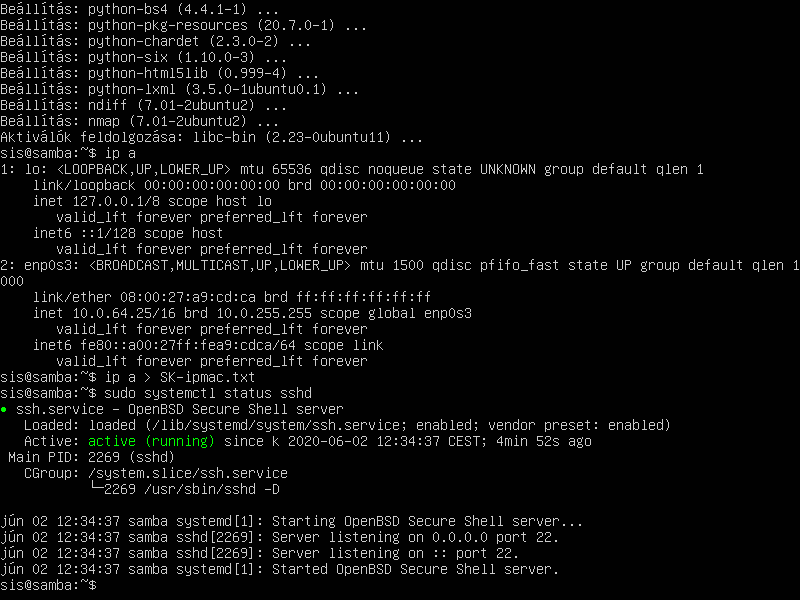 Beállítás: python-bs4 (4.4.1-1) ...
Beállítás: python-pkg-resources (20.7.0-1) ...
Beállítás: python-chardet (2.3.0-2) ...
Beállítás: python-six (1.10.0-3) ...
Beállítás: python-html5lib (0.999-4) ...
Beállítás: python-lxml (3.5.0-1ubuntu0.1) ...
Beállítás: ndiff (7.01-2ubuntu2) ...
Beállítás: nmap (7.01-2ubuntu2) ...
Aktiválók feldolgozása: libc-bin (2.23-0ubuntu11) ...
sis@samba:~$ ip a
1: lo: <LOOPBACK,UP,LOWER_UP> mtu 65536 qdisc noqueue state UNKNOWN group default qlen 1
    link/loopback 00:00:00:00:00:00 brd 00:00:00:00:00:00
    inet 127.0.0.1/8 scope host lo
       valid_lft forever preferred_lft forever
    inet6 ::1/128 scope host
       valid_lft forever preferred_lft forever
2: enp0s3: <BROADCAST,MULTICAST,UP,LOWER_UP> mtu 1500 qdisc pfifo_fast state UP group default qlen 1
000
    link/ether 08:00:27:a9:cd:ca brd ff:ff:ff:ff:ff:ff
    inet 10.0.64.25/16 brd 10.0.255.255 scope global enp0s3
       valid_lft forever preferred_lft forever
    inet6 fe80::a00:27ff:fea9:cdca/64 scope link
       valid_lft forever preferred_lft forever
sis@samba:~$ ip a > SK-ipmac.txt
sis@samba:~$ sudo systemctl status sshd
● ssh.service - OpenBSD Secure Shell server
   Loaded: loaded (/lib/systemd/system/ssh.service; enabled; vendor preset: enabled)
   Active: active (running) since k 2020-06-02 12:34:37 CEST; 4min 52s ago
 Main PID: 2269 (sshd)
   CGroup: /system.slice/ssh.service
           └─2269 /usr/sbin/sshd -D

jún 02 12:34:37 samba systemd[1]: Starting OpenBSD Secure Shell server...
jún 02 12:34:37 samba sshd[2269]: Server listening on 0.0.0.0 port 22.
jún 02 12:34:37 samba sshd[2269]: Server listening on :: port 22.
jún 02 12:34:37 samba systemd[1]: Started OpenBSD Secure Shell server.
sis@samba:~$